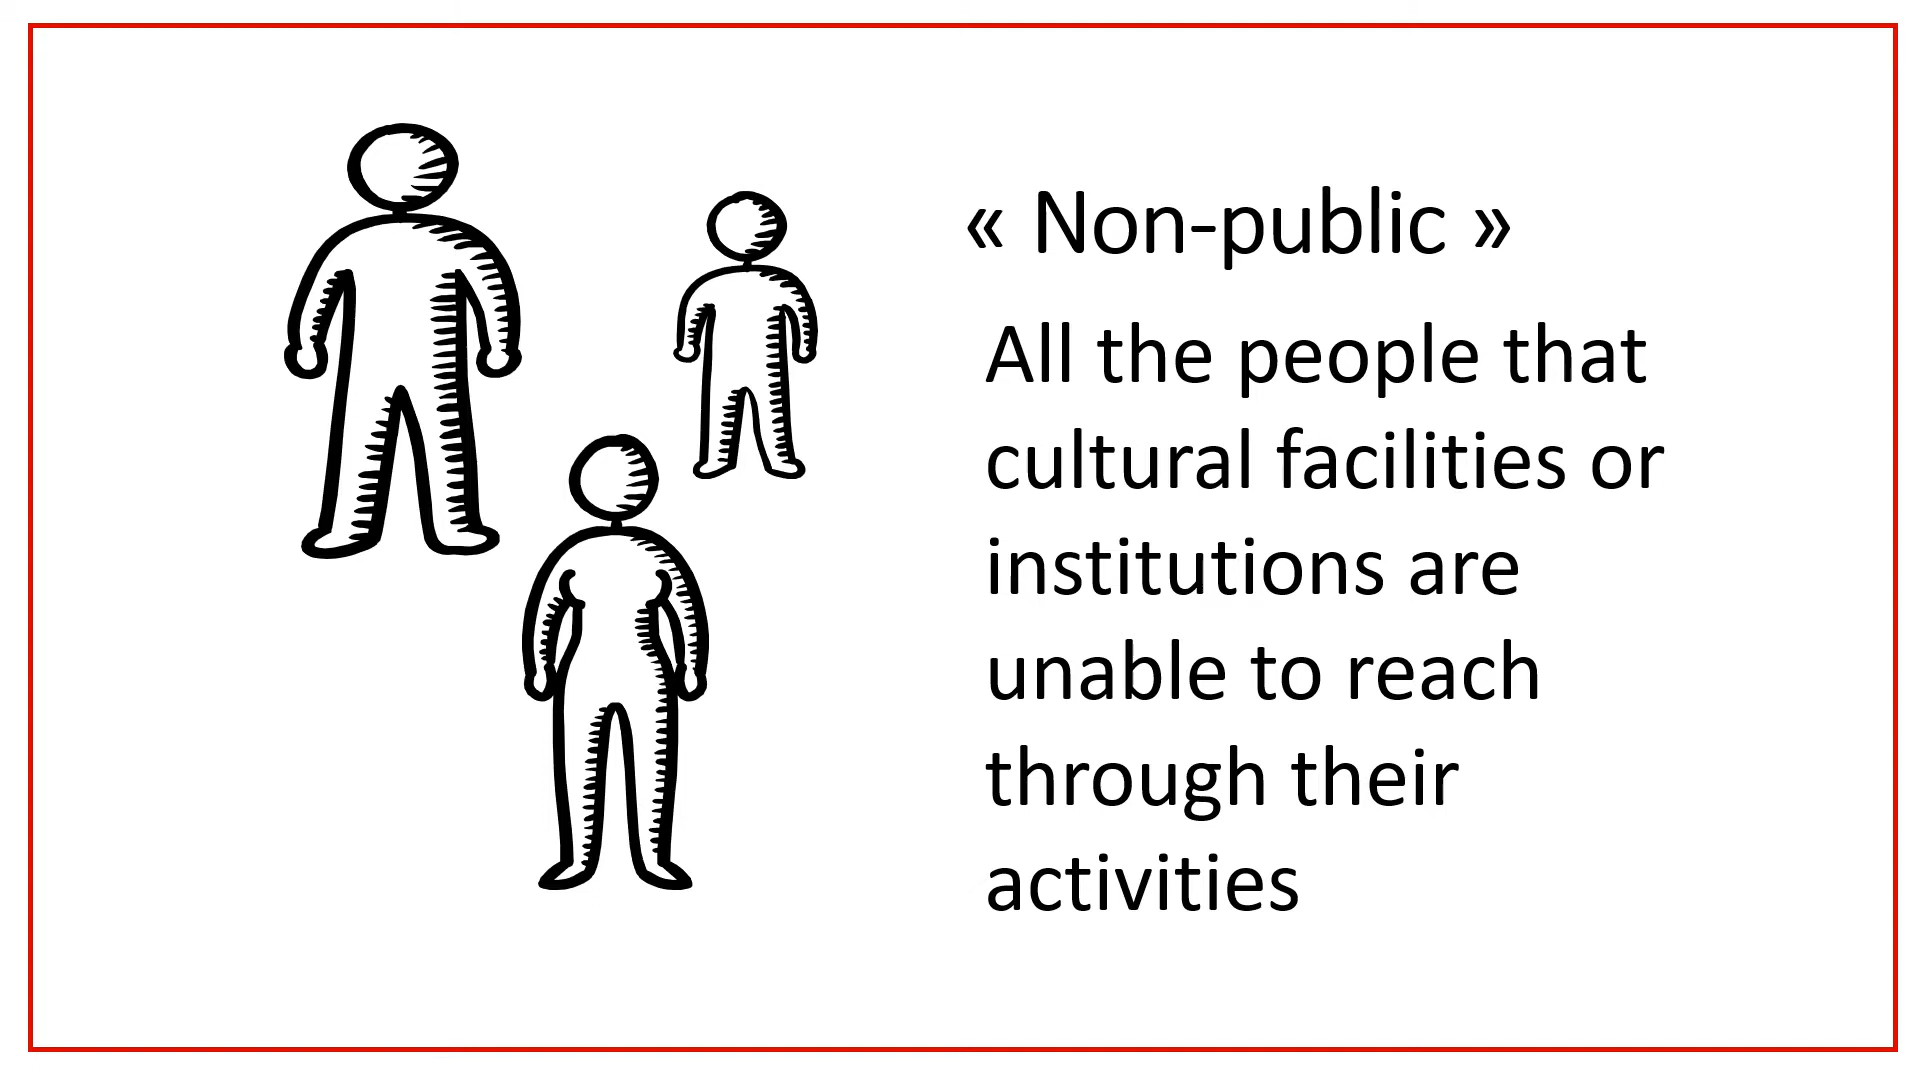 « Non-public »
All the people that
cultural facilities or
institutions are
unable to reach
through their
activities